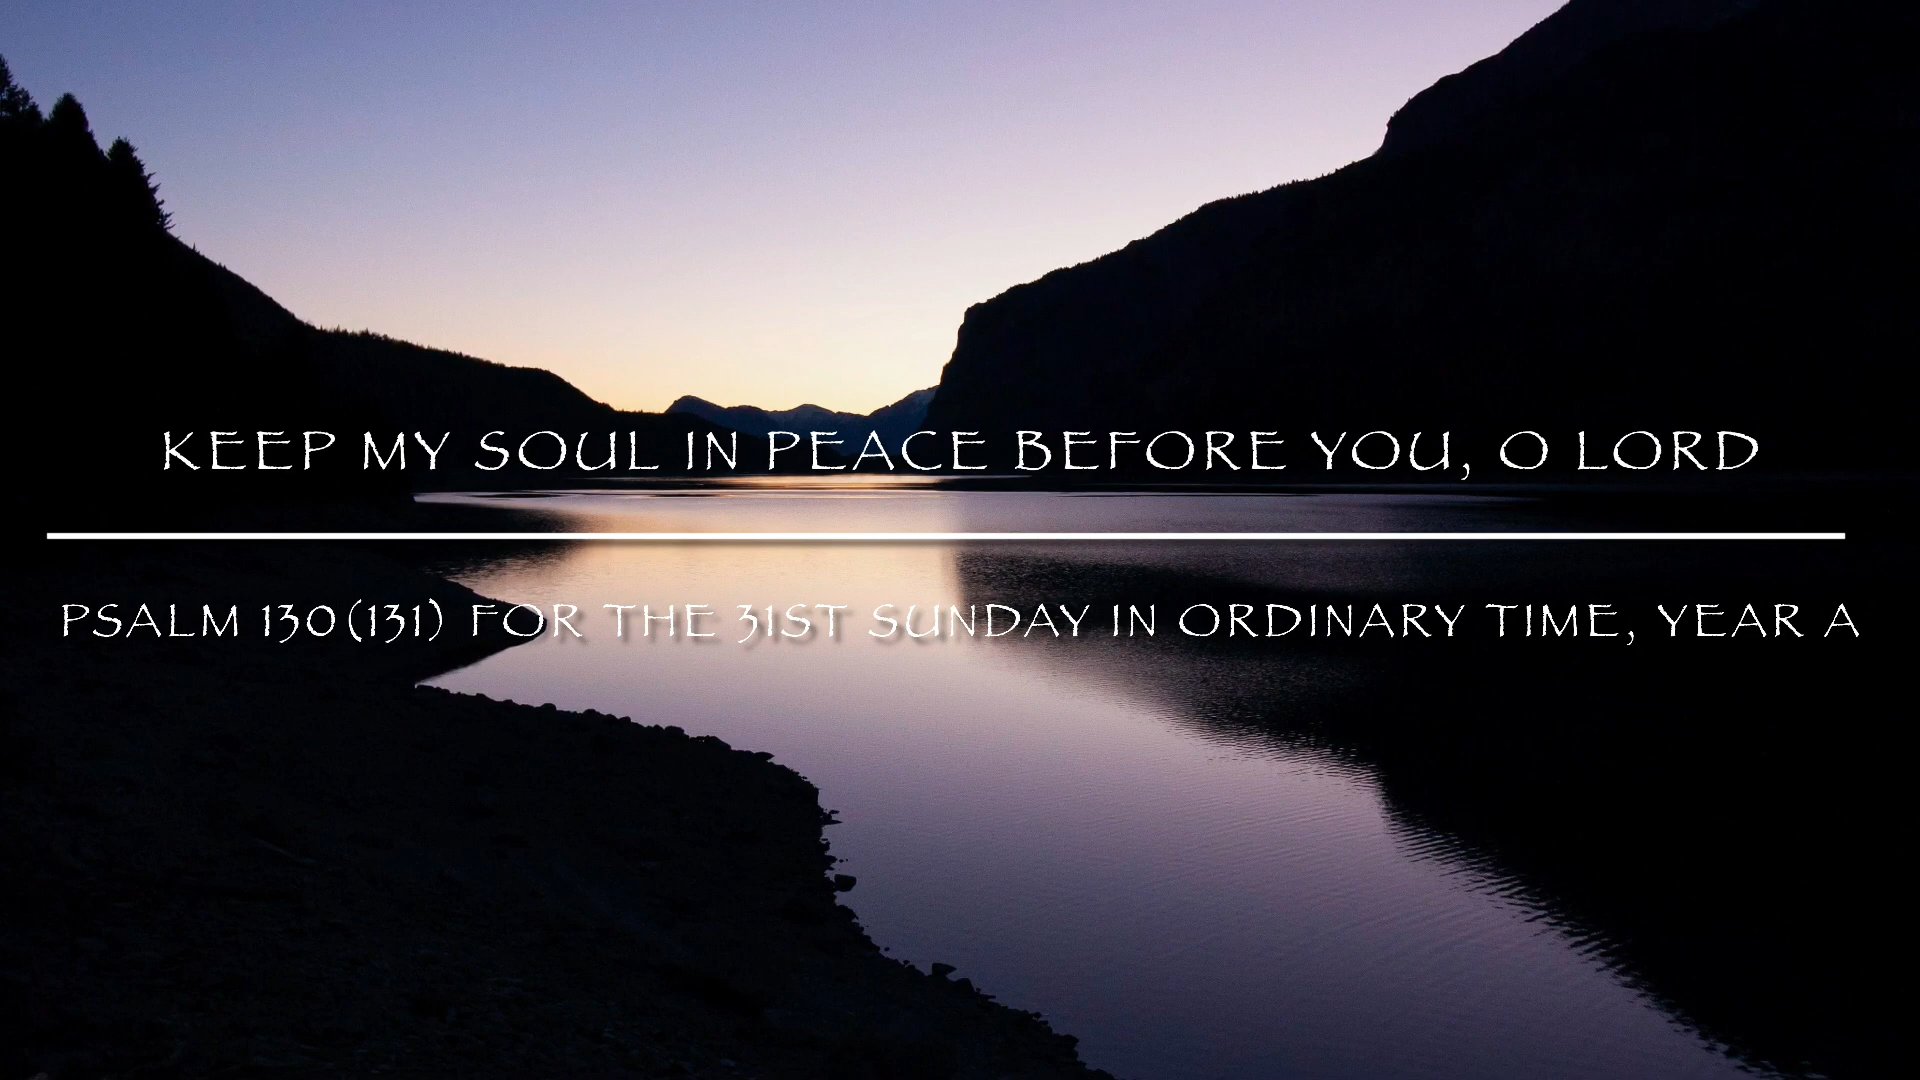 KEEP MY SOUL IN PEACE BEFORE YOU, O LORD
PSALM 130(131) FOR THE 31ST SUNDAY IN ORDINARY TIME, YEAR A